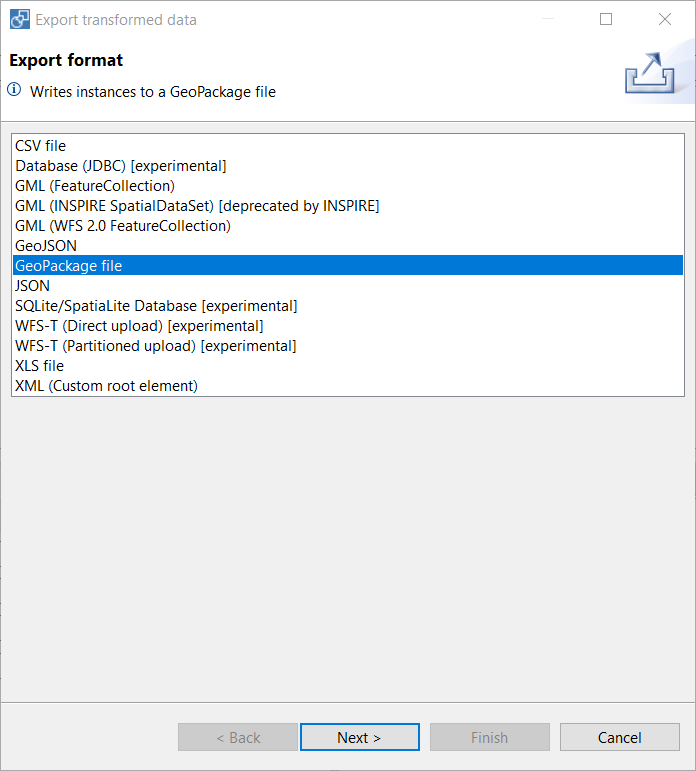 Export transformed data
Export format
Writes instances to a GeoPackage file
CSV file
Database (JDBC) [experimental]
GML (FeatureCollection)
GML (INSPIRE SpatialDataSet) [deprecated by INSPIRE]
GML (WFS 2.0 FeatureCollection)
GeoJSON
GeoPackage file
JSON
SQLite/SpatiaLite Database [experimental]
WFS-T (Direct upload) [experimental]
WFS-T (Partitioned upload) [experimental]
XLS file
XML (Custom root element)
< Back Next > Finish Cancel